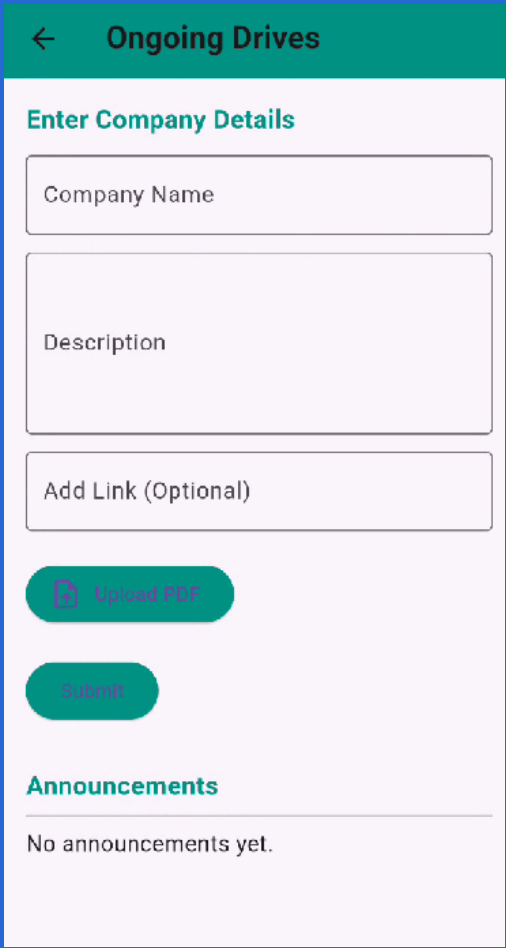 Ongoing Drives
Enter Company Details
Company Name
Description
Add Link (Optional)
Upload PDF
Submit
Announcements
No announcements yet.